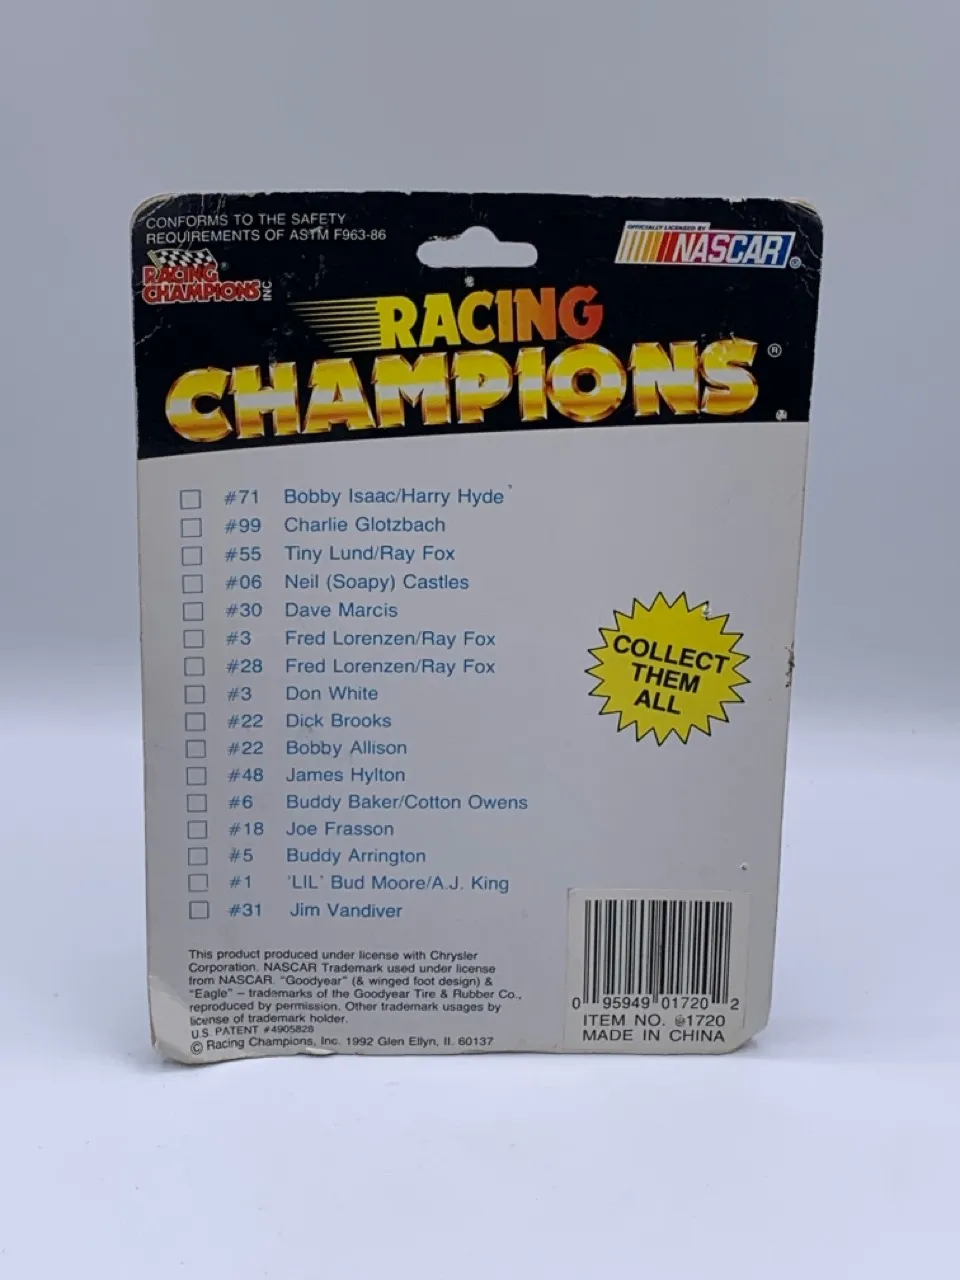 CONFORMS TO THE SAFETY
REQUIREMENTS OF ASTM F963-86
OFFICIALLY LICENSED BY
NASCAR®
RACING ®
CHAMPIONS INC
RACING
CHAMPIONS®
#71 Bobby Isaac/Harry Hyde
#99 Charlie Glotzbach
#55 Tiny Lund/Ray Fox
#06 Neil (Soapy) Castles
#30 Dave Marcis
#3 Fred Lorenzen/Ray Fox
#28 Fred Lorenzen/Ray Fox
#3 Don White
#22 Dick Brooks
#22 Bobby Allison
#48 James Hylton
#6 Buddy Baker/Cotton Owens
#18 Joe Frasson
#5 Buddy Arrington
#1 'LIL' Bud Moore/A.J. King
#31 Jim Vandiver
COLLECT
THEM
ALL
This product produced under license with Chrysler
Corporation. NASCAR Trademark used under license
from NASCAR. "Goodyear" (& winged foot design) &
"Eagle" – trademarks of the Goodyear Tire & Rubber Co.,
reproduced by permission. Other trademark usages by
license of trademark holder.
U.S. PATENT #4905828
© Racing Champions, Inc. 1992 Glen Ellyn, IL 60137
0 95949 01720 2
ITEM NO. 01720
MADE IN CHINA